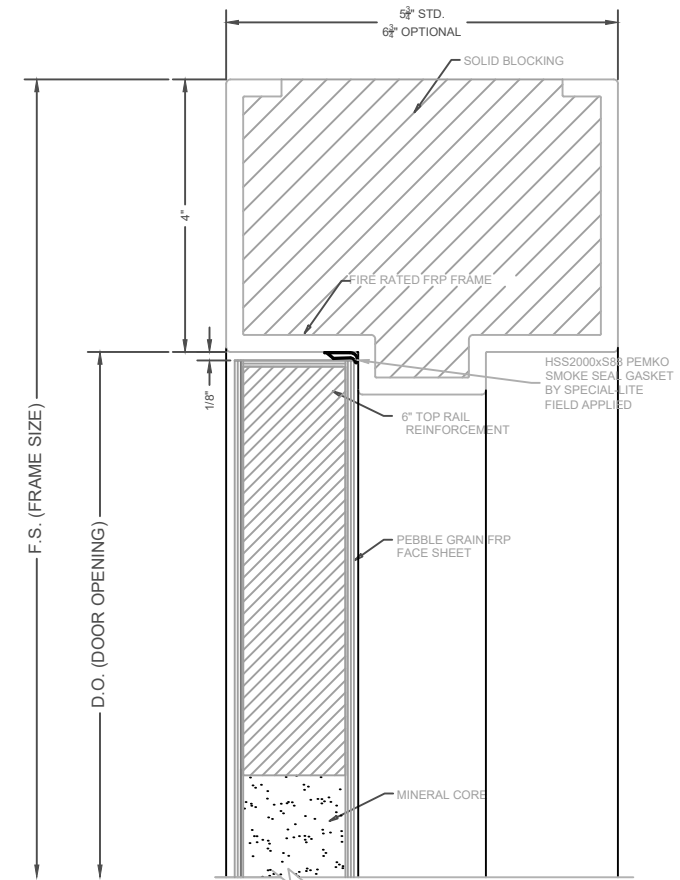 5¾" STD.
6¾" OPTIONAL
SOLID BLOCKING
4"
FIRE RATED FRP FRAME
HSS2000xS88 PEMKO
SMOKE SEAL GASKET
BY SPECIAL-LITE
FIELD APPLIED
1/8"
6" TOP RAIL
REINFORCEMENT
F.S. (FRAME SIZE)
D.O. (DOOR OPENING)
PEBBLE GRAIN FRP
FACE SHEET
MINERAL CORE